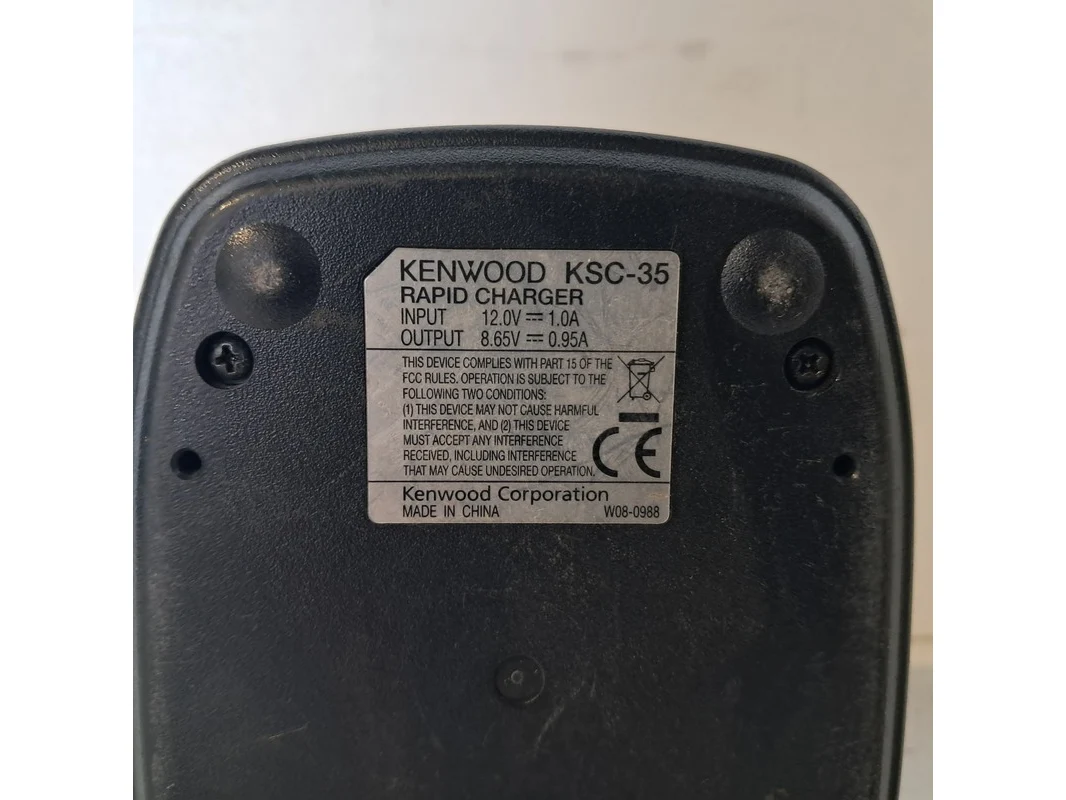 KENWOOD KSC-35
RAPID CHARGER
INPUT 12.0V ⎓ 1.0A
OUTPUT 8.65V ⎓ 0.95A
THIS DEVICE COMPLIES WITH PART 15 OF THE
FCC RULES. OPERATION IS SUBJECT TO THE
FOLLOWING TWO CONDITIONS:
(1) THIS DEVICE MAY NOT CAUSE HARMFUL
INTERFERENCE, AND (2) THIS DEVICE
MUST ACCEPT ANY INTERFERENCE
RECEIVED, INCLUDING INTERFERENCE
THAT MAY CAUSE UNDESIRED OPERATION.
CE
Kenwood Corporation
MADE IN CHINA W08-0988